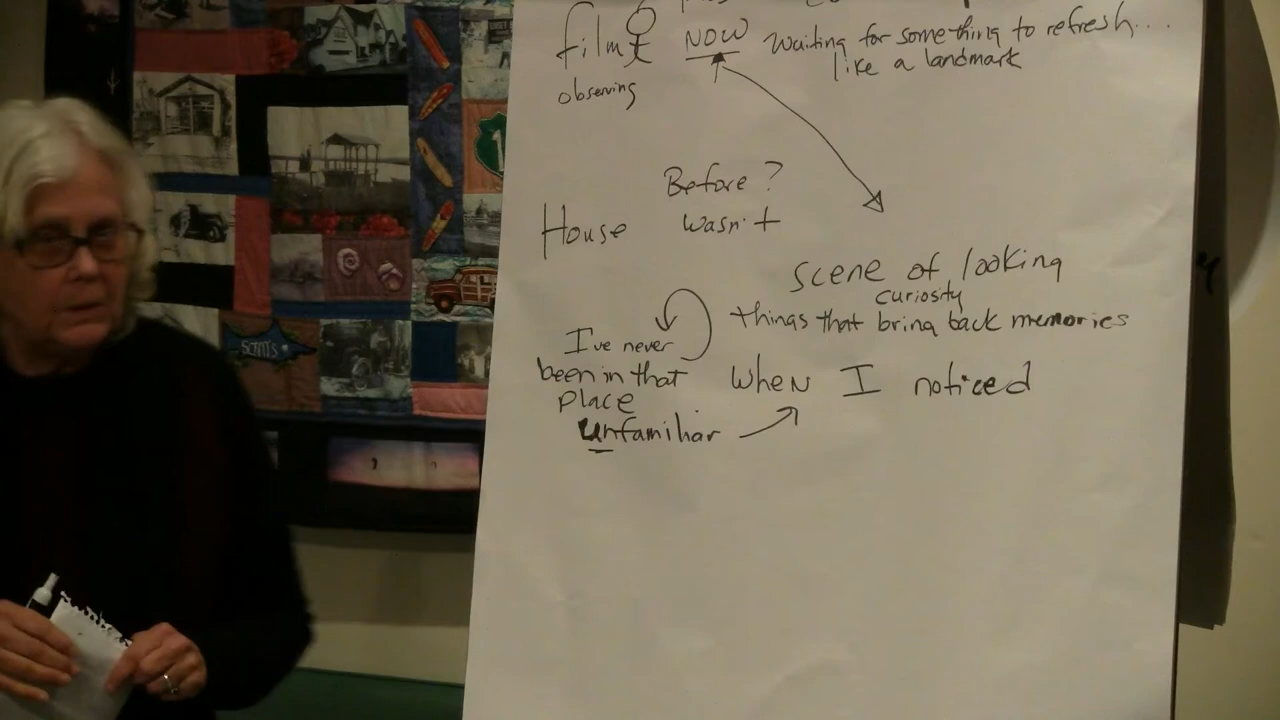 film NOW waiting for something to refresh...
like a landmark
observing
Before?
House wasn't
scene of looking
curiosity
things that bring back memories
I've never
been in that
place
when I noticed
unfamiliar